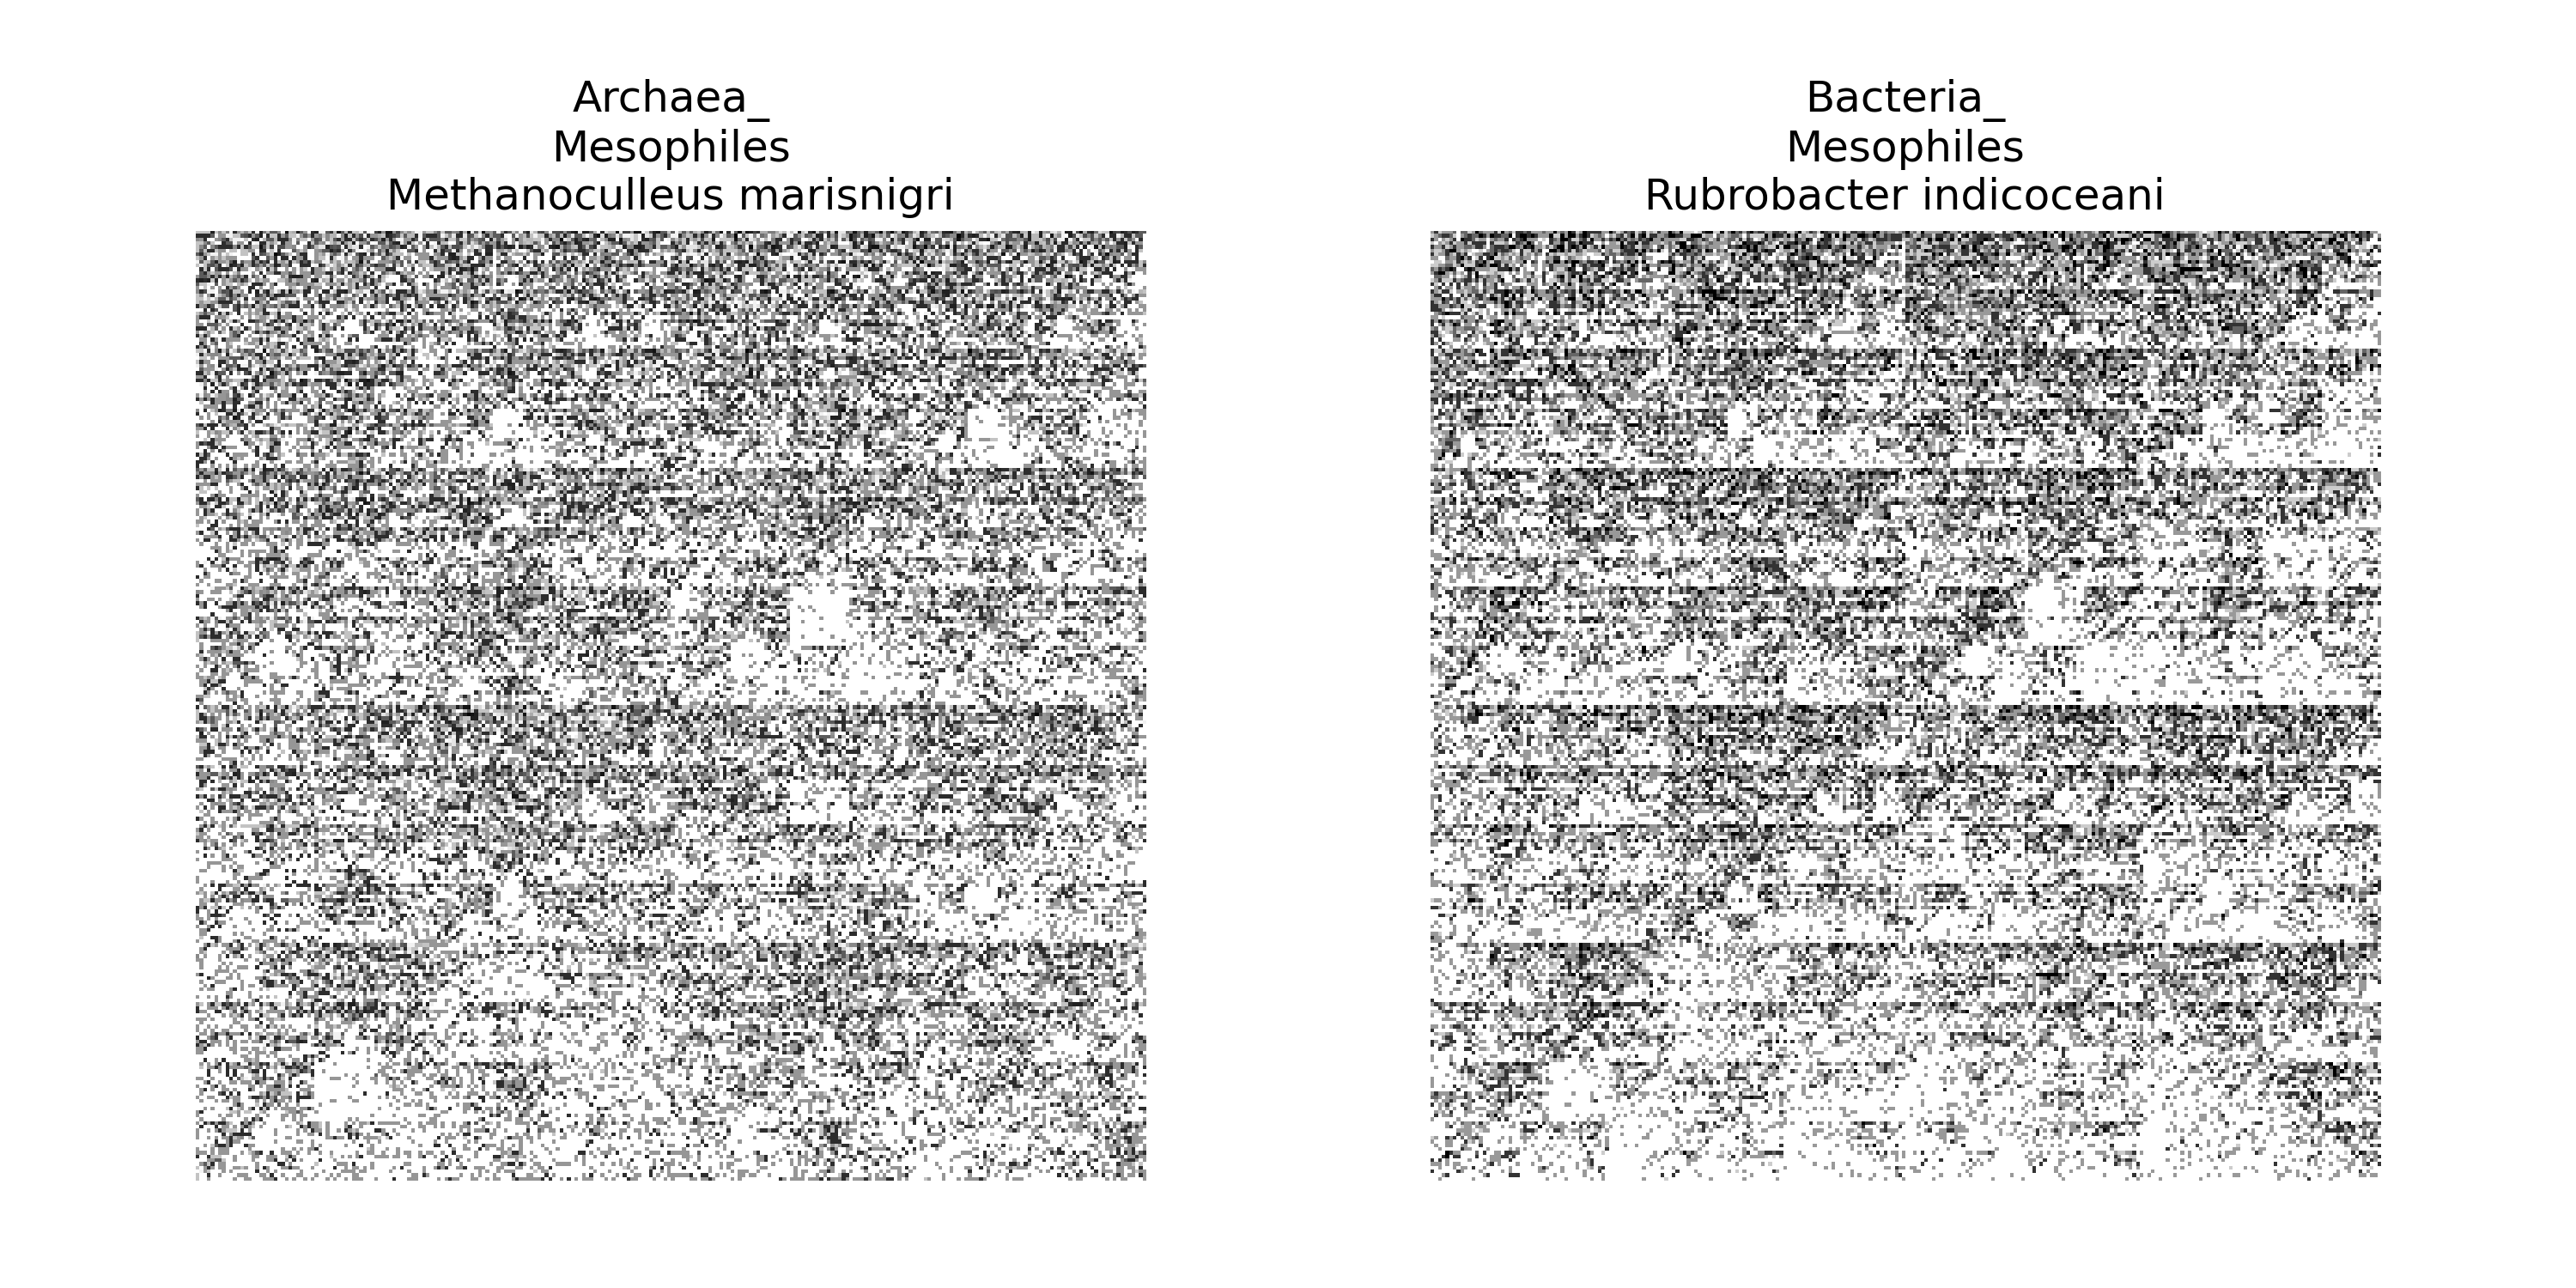 Archaea_
Mesophiles
Methanoculleus marisnigri
Bacteria_
Mesophiles
Rubrobacter indicoceani